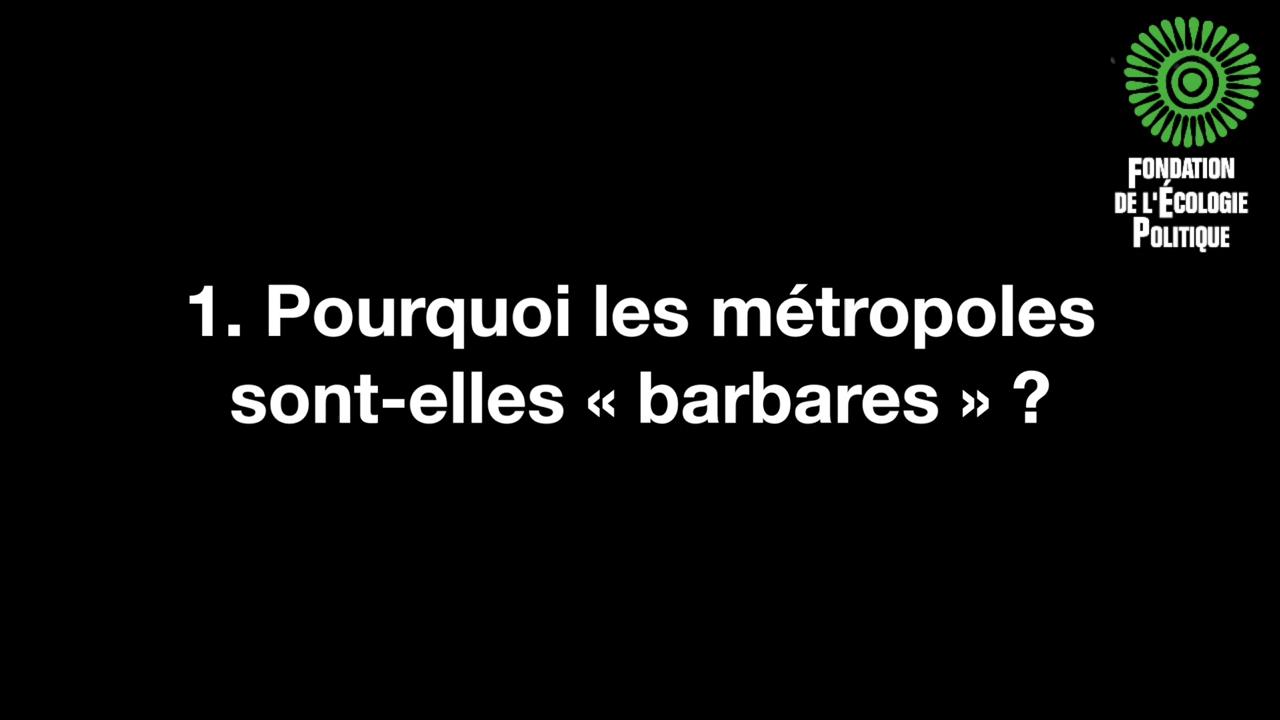 FONDATION
DE L'ÉCOLOGIE
POLITIQUE
1. Pourquoi les métropoles
sont-elles « barbares » ?